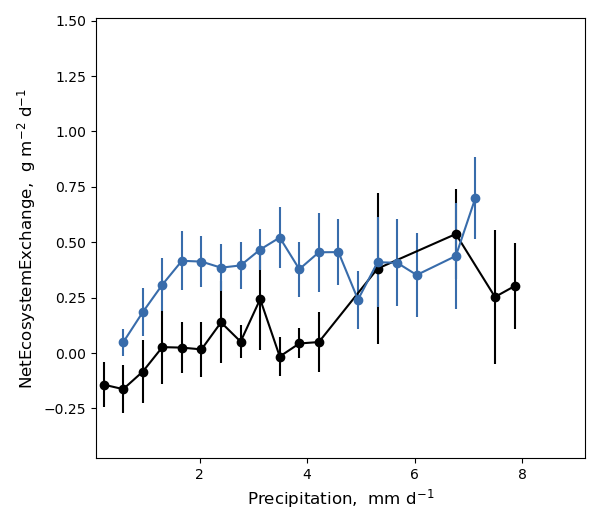 1.50
1.25
1.00
0.75
0.50
0.25
0.00
−0.25
NetEcosystemExchange, g m⁻² d⁻¹
2 4 6 8
Precipitation, mm d⁻¹